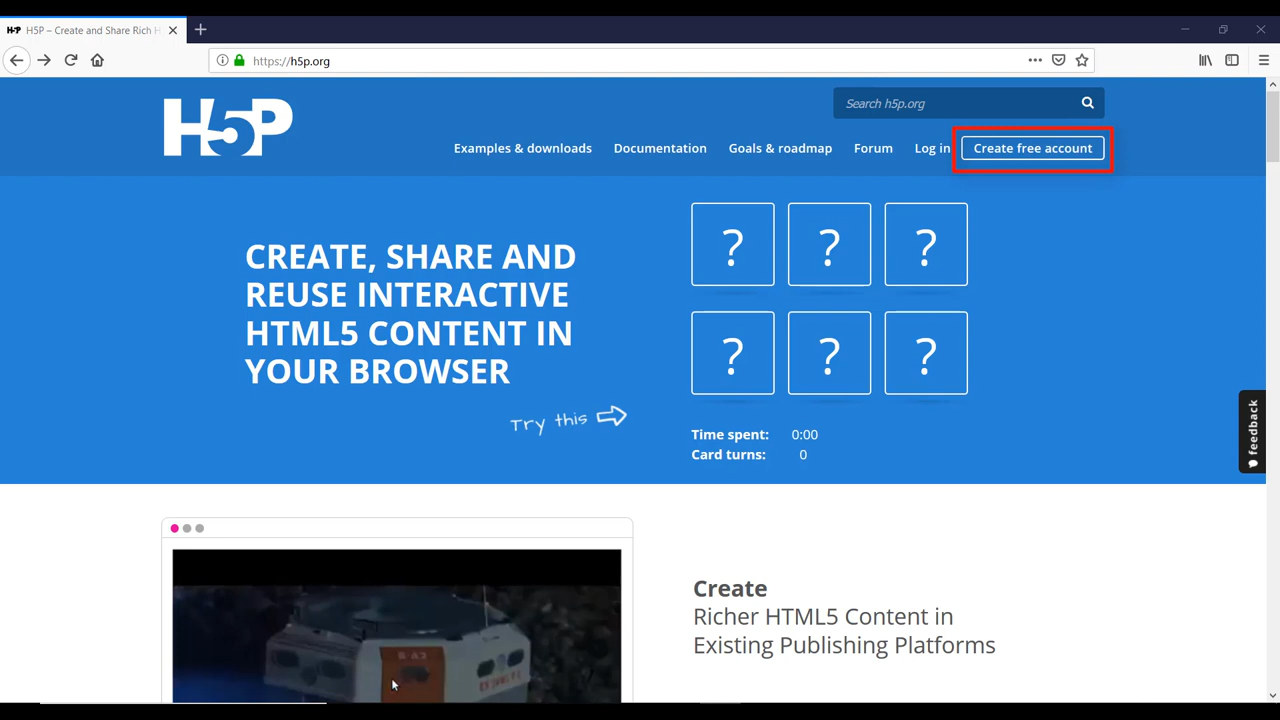 H5P – Create and Share Rich H
https://h5p.org
H5P
Search h5p.org
Examples & downloads
Documentation
Goals & roadmap
Forum
Log in
Create free account
CREATE, SHARE AND
REUSE INTERACTIVE
HTML5 CONTENT IN
YOUR BROWSER
Try this
? ? ?
? ? ?
Time spent: 0:00
Card turns: 0
feedback
Create
Richer HTML5 Content in
Existing Publishing Platforms